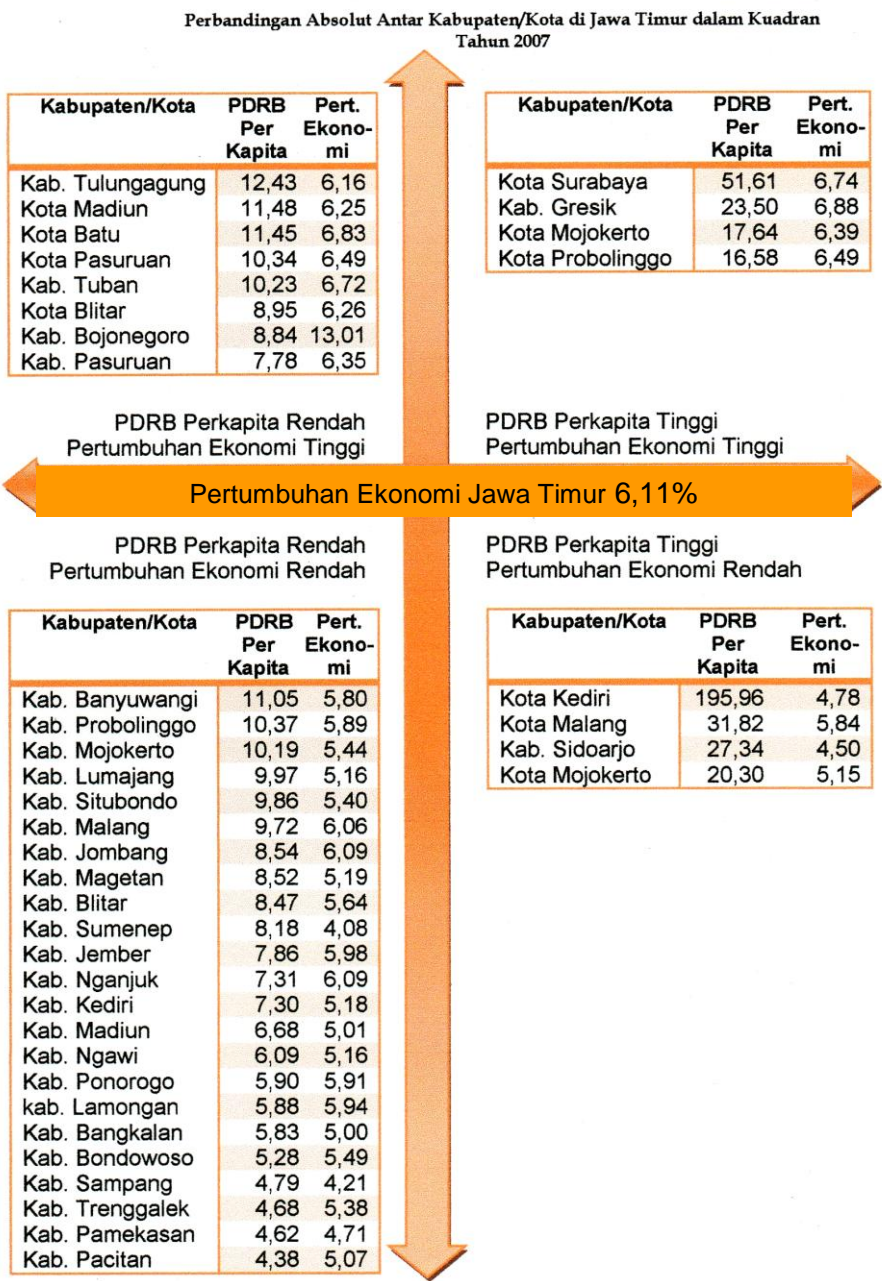 Perbandingan Absolut Antar Kabupaten/Kota di Jawa Timur dalam Kuadran
Tahun 2007
Kabupaten/Kota PDRB Pert.
Per Ekono-
Kapita mi
Kab. Tulungagung 12,43 6,16
Kota Madiun 11,48 6,25
Kota Batu 11,45 6,83
Kota Pasuruan 10,34 6,49
Kab. Tuban 10,23 6,72
Kota Blitar 8,95 6,26
Kab. Bojonegoro 8,84 13,01
Kab. Pasuruan 7,78 6,35
PDRB Perkapita Rendah
Pertumbuhan Ekonomi Tinggi
Kabupaten/Kota PDRB Pert.
Per Ekono-
Kapita mi
Kota Surabaya 51,61 6,74
Kab. Gresik 23,50 6,88
Kota Mojokerto 17,64 6,39
Kota Probolinggo 16,58 6,49
PDRB Perkapita Tinggi
Pertumbuhan Ekonomi Tinggi
Pertumbuhan Ekonomi Jawa Timur 6,11%
PDRB Perkapita Rendah
Pertumbuhan Ekonomi Rendah
Kabupaten/Kota PDRB Pert.
Per Ekono-
Kapita mi
Kab. Banyuwangi 11,05 5,80
Kab. Probolinggo 10,37 5,89
Kab. Mojokerto 10,19 5,44
Kab. Lumajang 9,97 5,16
Kab. Situbondo 9,86 5,40
Kab. Malang 9,72 6,06
Kab. Jombang 8,54 6,09
Kab. Magetan 8,52 5,19
Kab. Blitar 8,47 5,64
Kab. Sumenep 8,18 4,08
Kab. Jember 7,86 5,98
Kab. Nganjuk 7,31 6,09
Kab. Kediri 7,30 5,18
Kab. Madiun 6,68 5,01
Kab. Ngawi 6,09 5,16
Kab. Ponorogo 5,90 5,91
kab. Lamongan 5,88 5,94
Kab. Bangkalan 5,83 5,00
Kab. Bondowoso 5,28 5,49
Kab. Sampang 4,79 4,21
Kab. Trenggalek 4,68 5,38
Kab. Pamekasan 4,62 4,71
Kab. Pacitan 4,38 5,07
PDRB Perkapita Tinggi
Pertumbuhan Ekonomi Rendah
Kabupaten/Kota PDRB Pert.
Per Ekono-
Kapita mi
Kota Kediri 195,96 4,78
Kota Malang 31,82 5,84
Kab. Sidoarjo 27,34 4,50
Kota Mojokerto 20,30 5,15